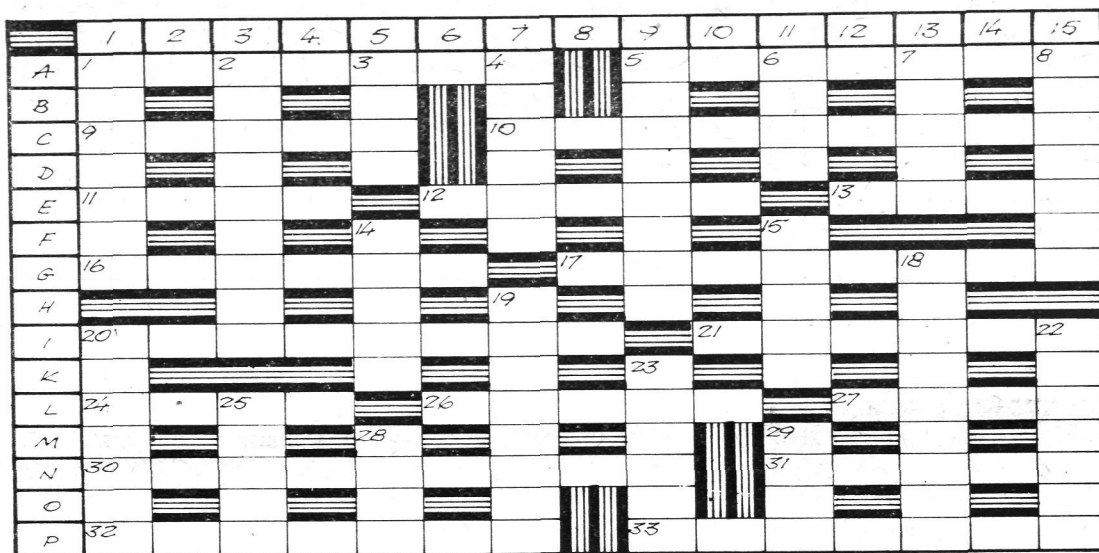 1 2 3 4 5 6 7 8 9 10 11 12 13 14 15
A 1 2 3 4 5 6 7 8
B
C 9 10
D
E 11 12 13
F 14 15
G 16 17 18
H 19
I 20 21 22
K 23
L 24 25 26 27
M 28 29
N 30 31
O
P 32 33